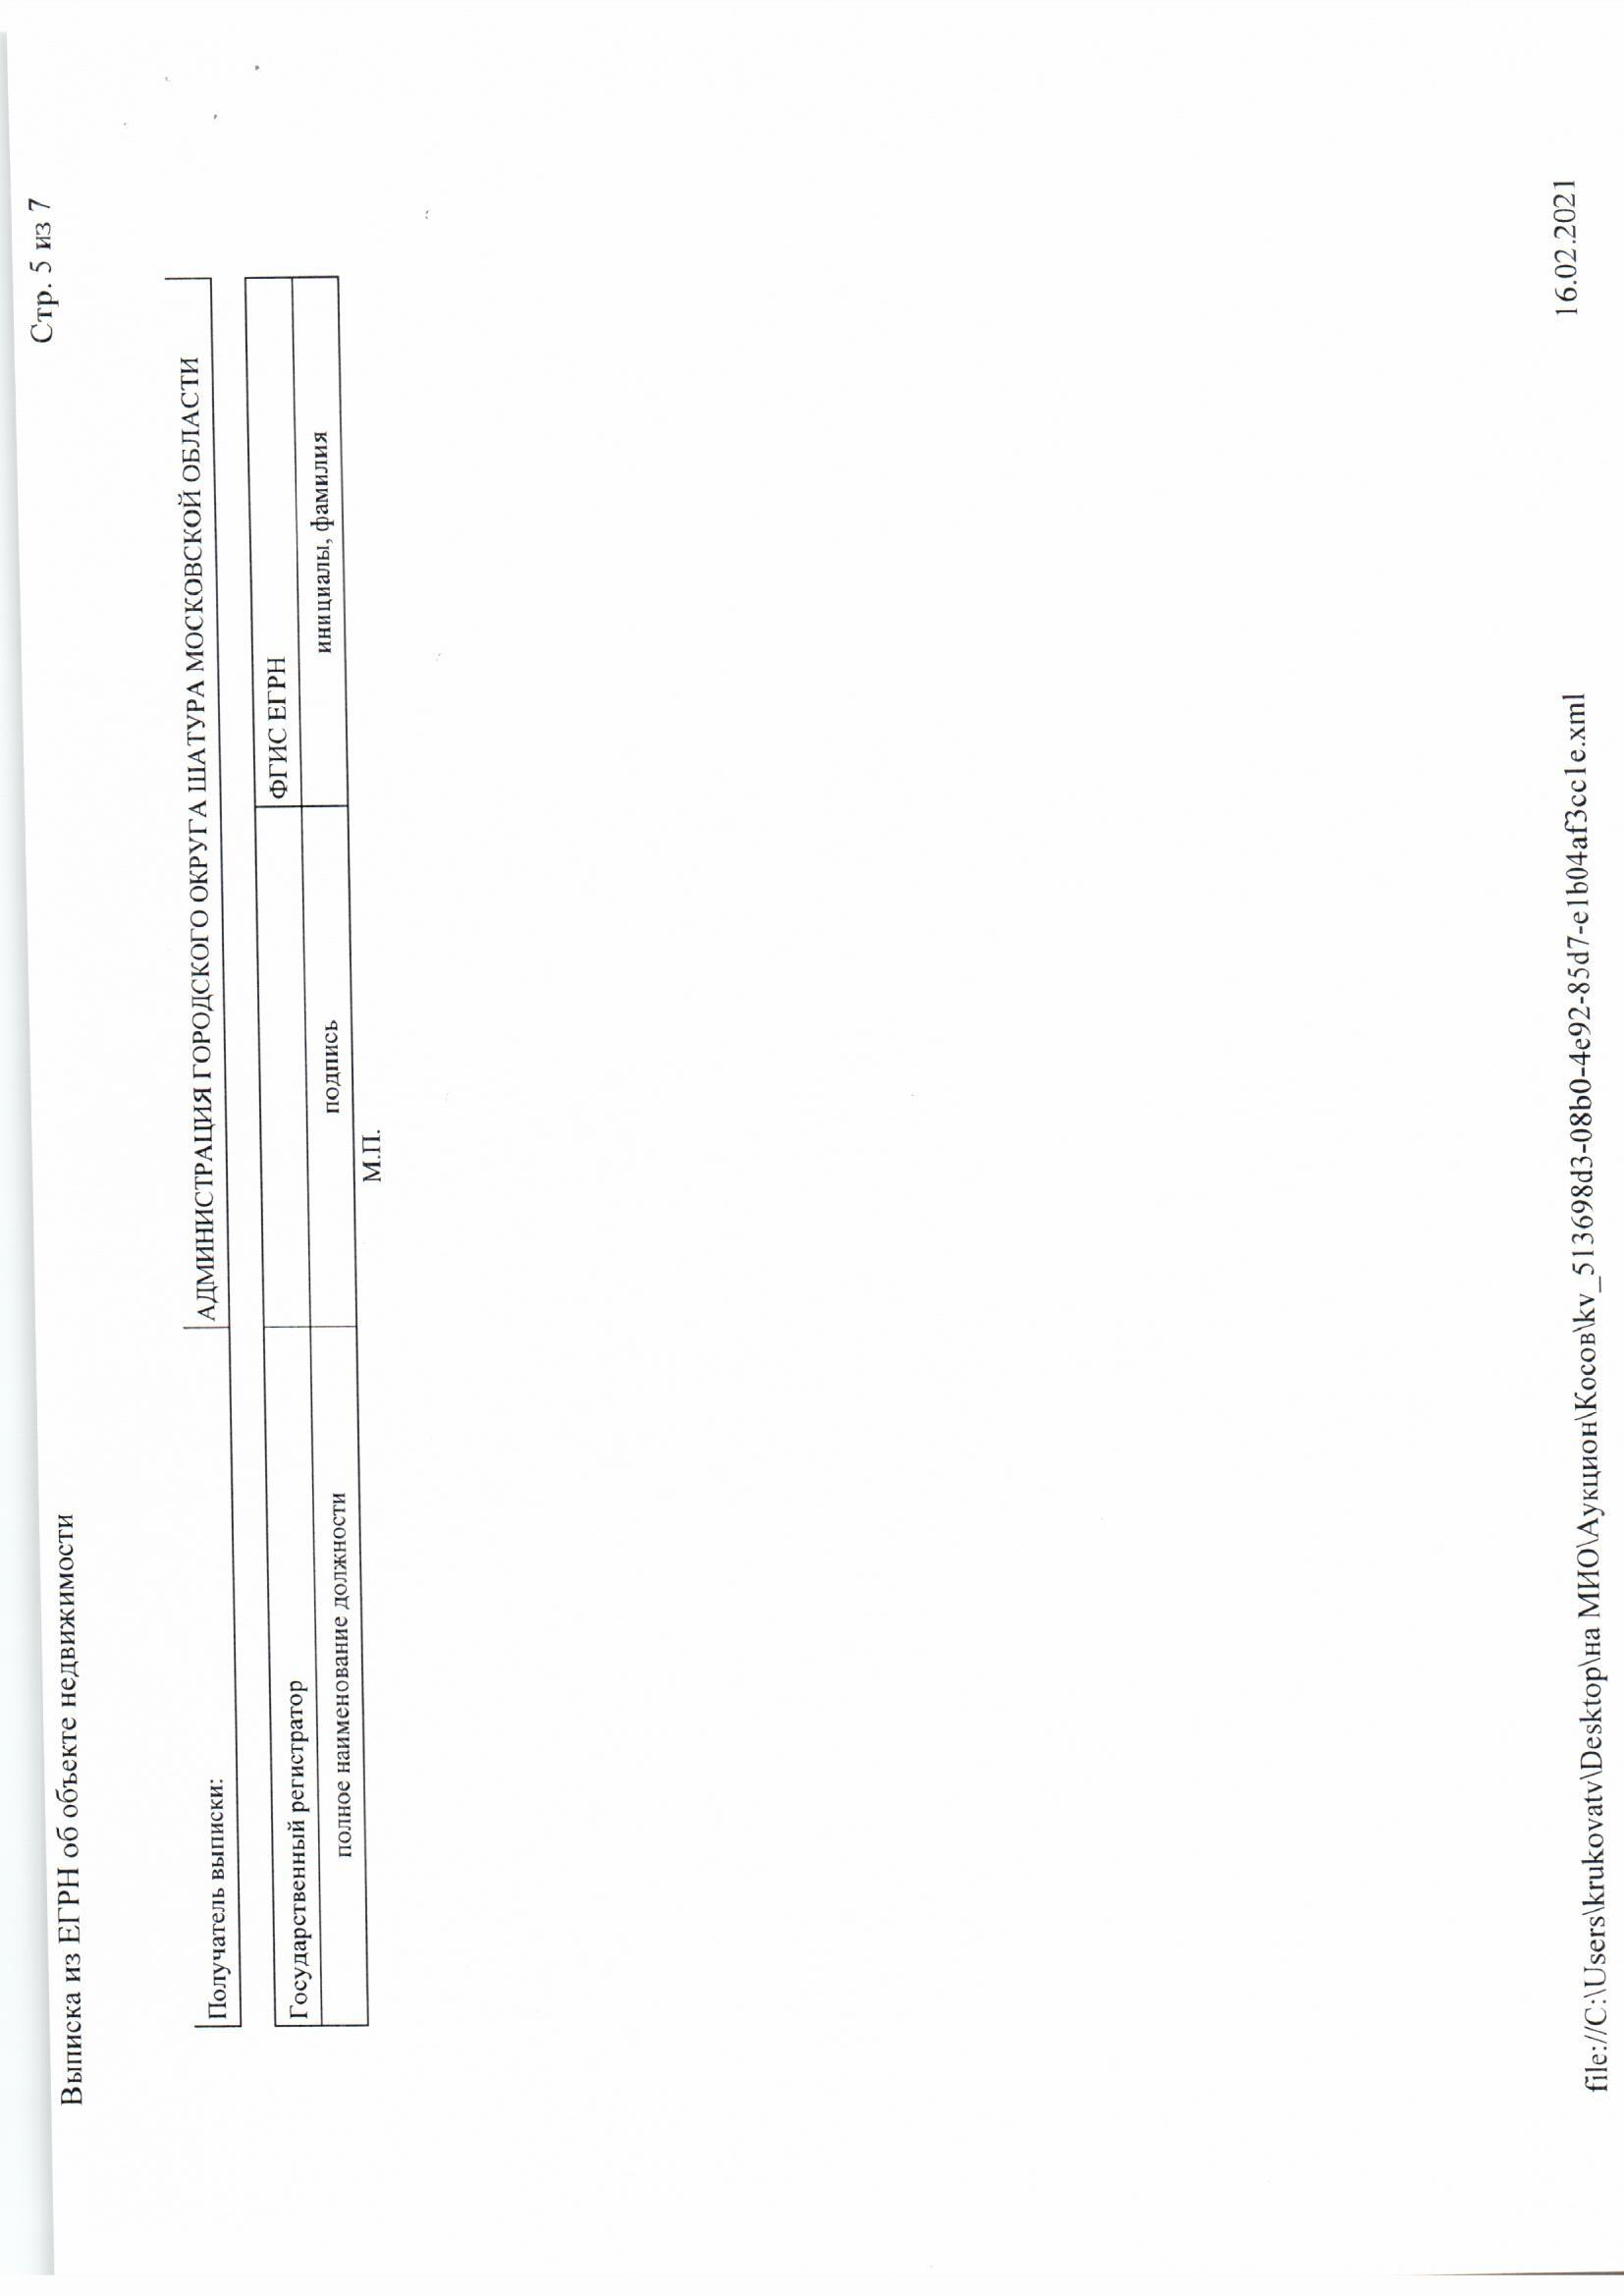 Выписка из ЕГРН об объекте недвижимости Стр. 5 из 7
Получатель выписки: АДМИНИСТРАЦИЯ ГОРОДСКОГО ОКРУГА ШАТУРА МОСКОВСКОЙ ОБЛАСТИ
Государственный регистратор ФГИС ЕГРН
полное наименование должности подпись инициалы, фамилия
М.П.
file://C:\Users\krukovatv\Desktop\на МИО\Аукцион\Косов\kv_513698d3-08b0-4e92-85d7-e1b04af3cc1e.xml 16.02.2021